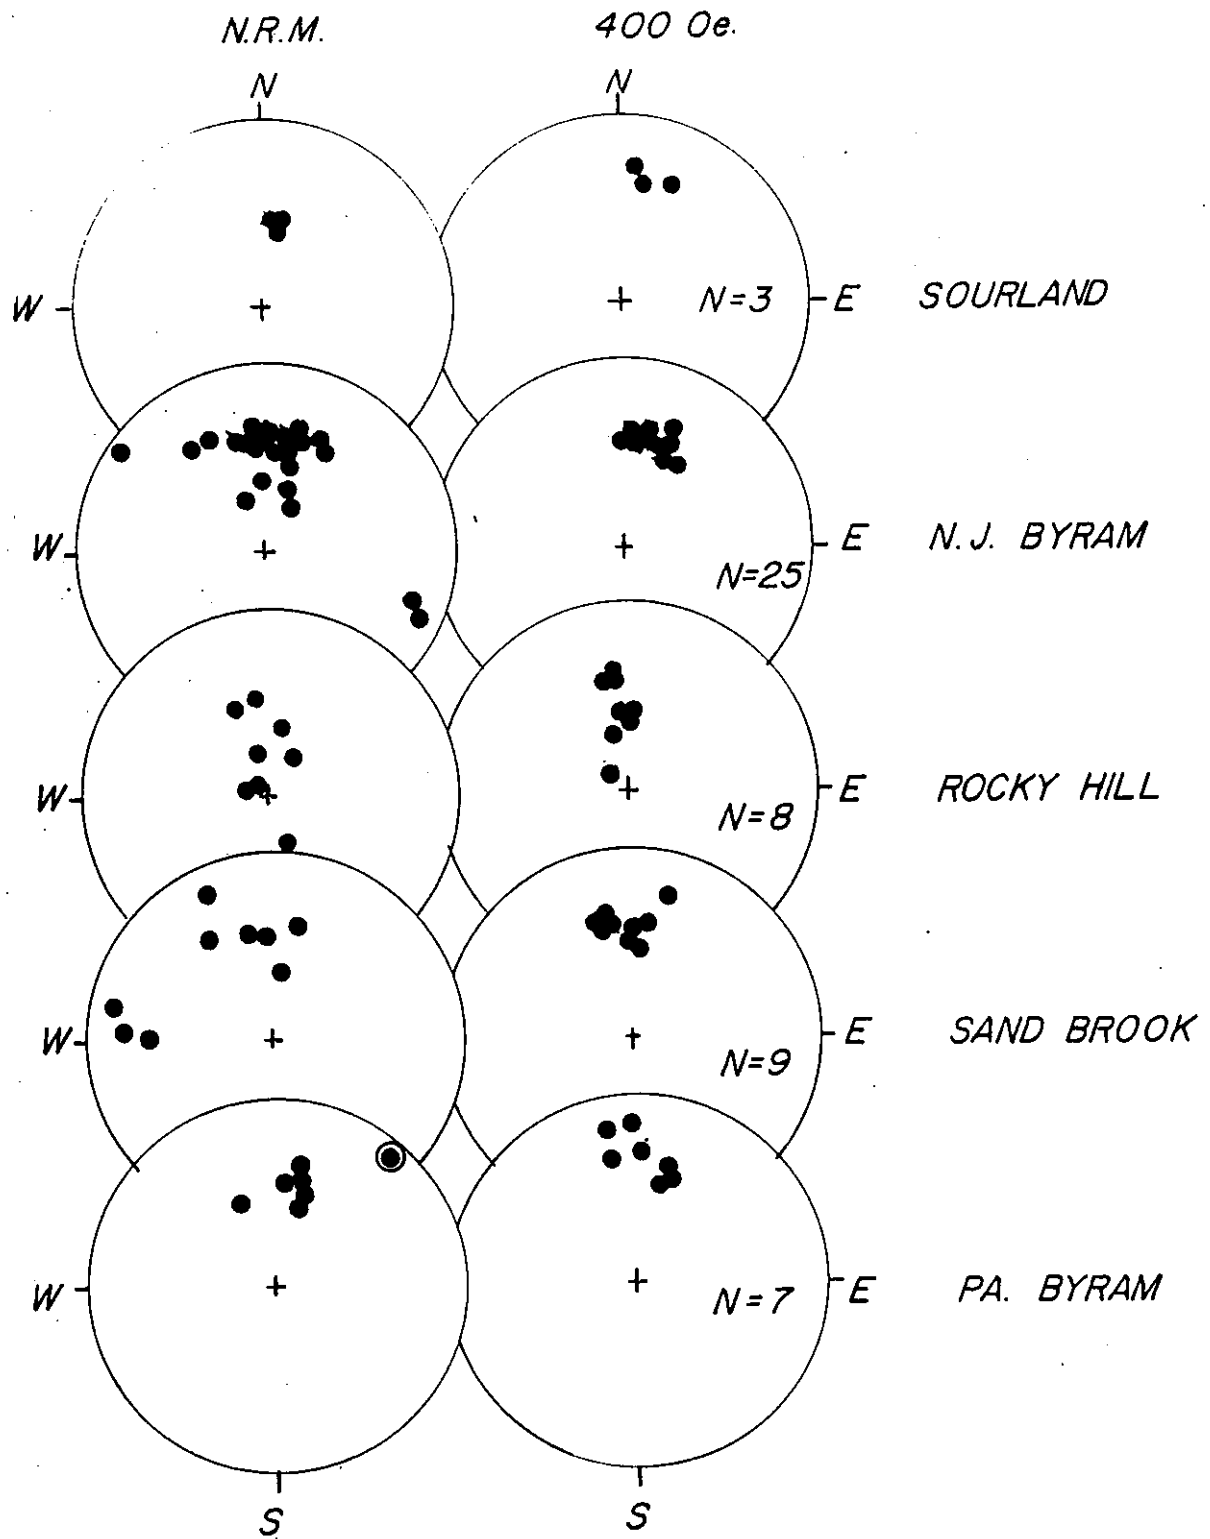 N.R.M. 400 Oe.
N N
W N=3 E SOURLAND
W N=25 E N.J. BYRAM
W N=8 E ROCKY HILL
W N=9 E SAND BROOK
W N=7 E PA. BYRAM
S S